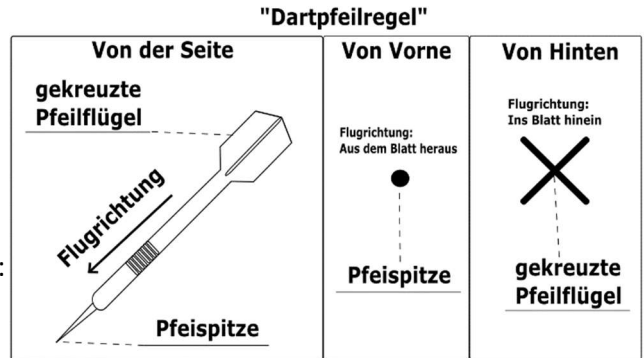 "Dartpfeilregel"
Von der Seite
gekreuzte
Pfeilflügel
Flugrichtung
Pfeispitze
Von Vorne
Flugrichtung:
Aus dem Blatt heraus
Pfeispitze
Von Hinten
Flugrichtung:
Ins Blatt hinein
gekreuzte
Pfeilflügel
: